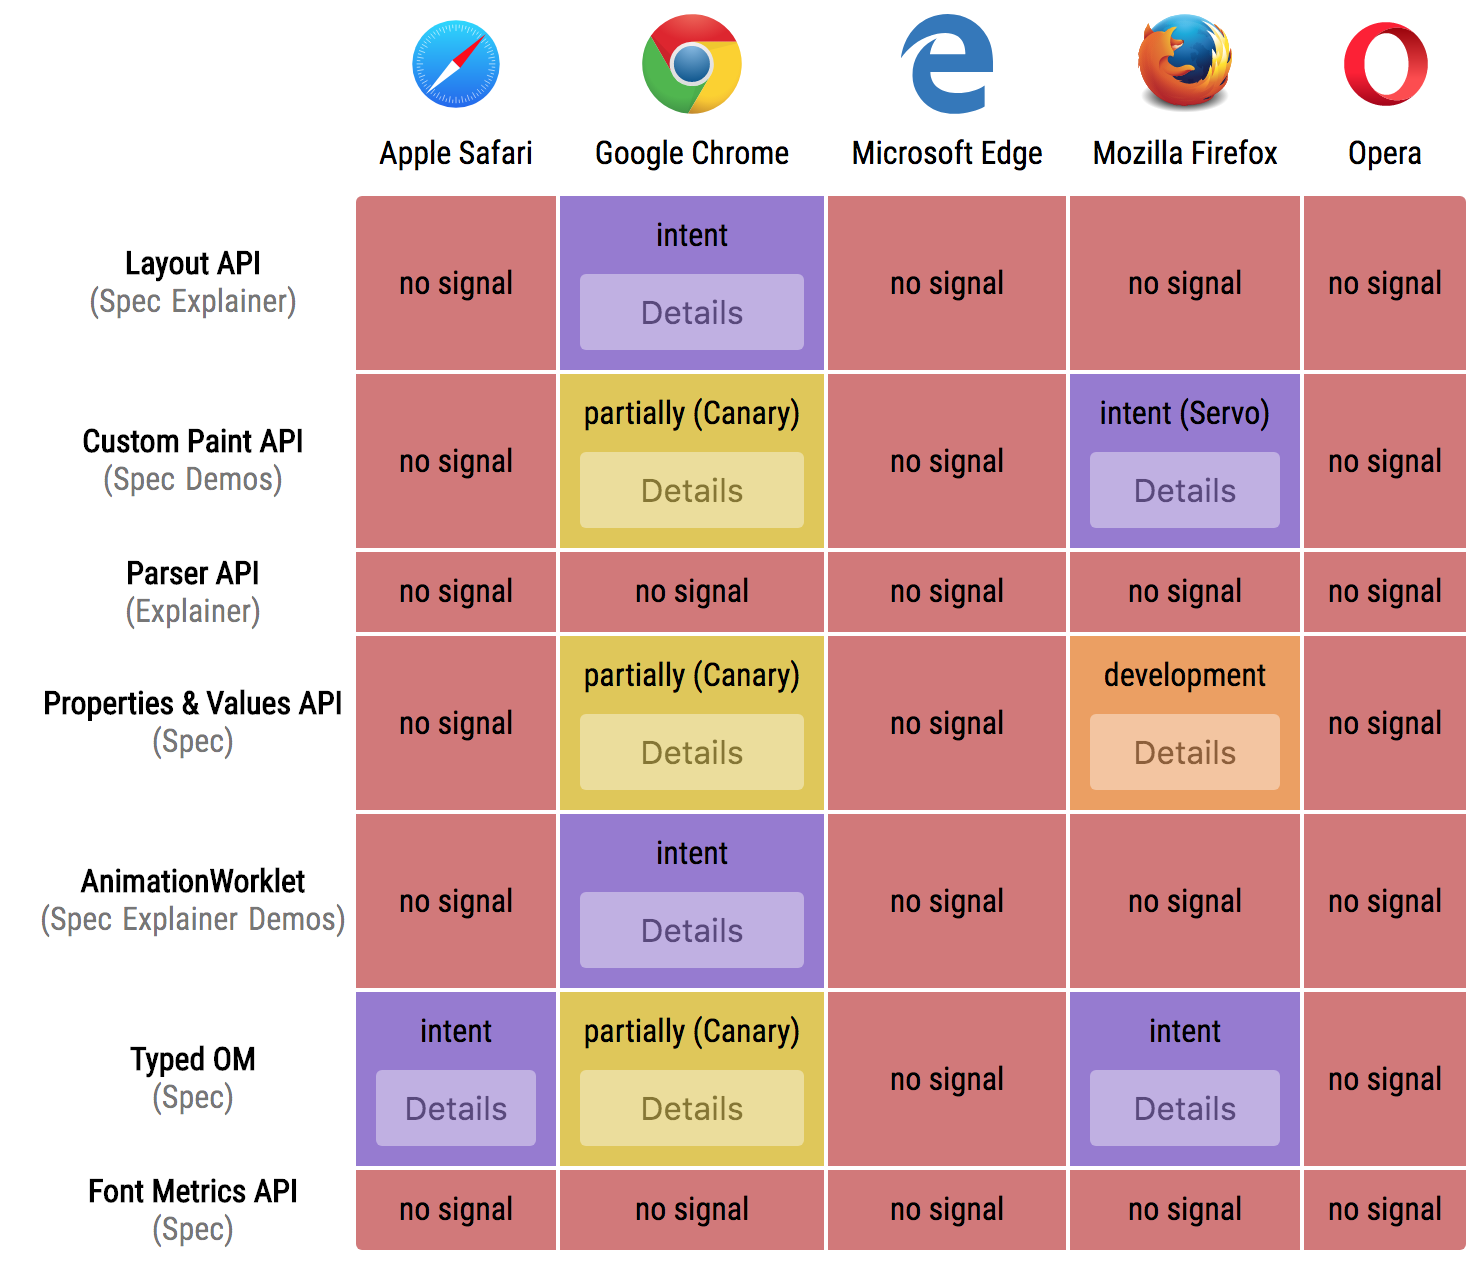 Apple Safari Google Chrome Microsoft Edge Mozilla Firefox Opera
Layout API
(Spec Explainer)
no signal
intent
Details
no signal
no signal
no signal
Custom Paint API
(Spec Demos)
no signal
partially (Canary)
Details
no signal
intent (Servo)
Details
no signal
Parser API
(Explainer)
no signal
no signal
no signal
no signal
no signal
Properties & Values API
(Spec)
no signal
partially (Canary)
Details
no signal
development
Details
no signal
AnimationWorklet
(Spec Explainer Demos)
no signal
intent
Details
no signal
no signal
no signal
Typed OM
(Spec)
intent
Details
partially (Canary)
Details
no signal
intent
Details
no signal
Font Metrics API
(Spec)
no signal
no signal
no signal
no signal
no signal